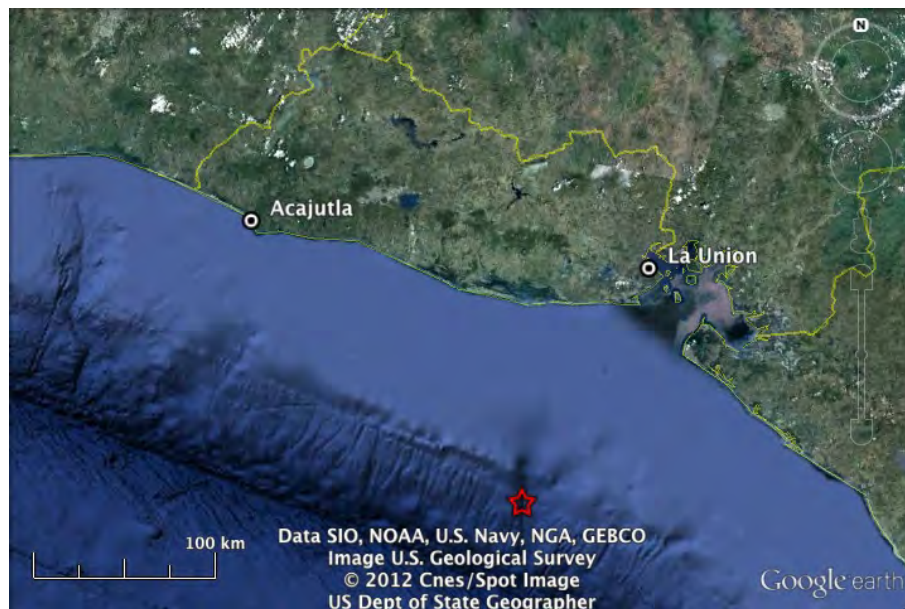 N
Acajutla
La Union
100 km
Data SIO, NOAA, U.S. Navy, NGA, GEBCO
Image U.S. Geological Survey
© 2012 Cnes/Spot Image
US Dept of State Geographer
Google earth